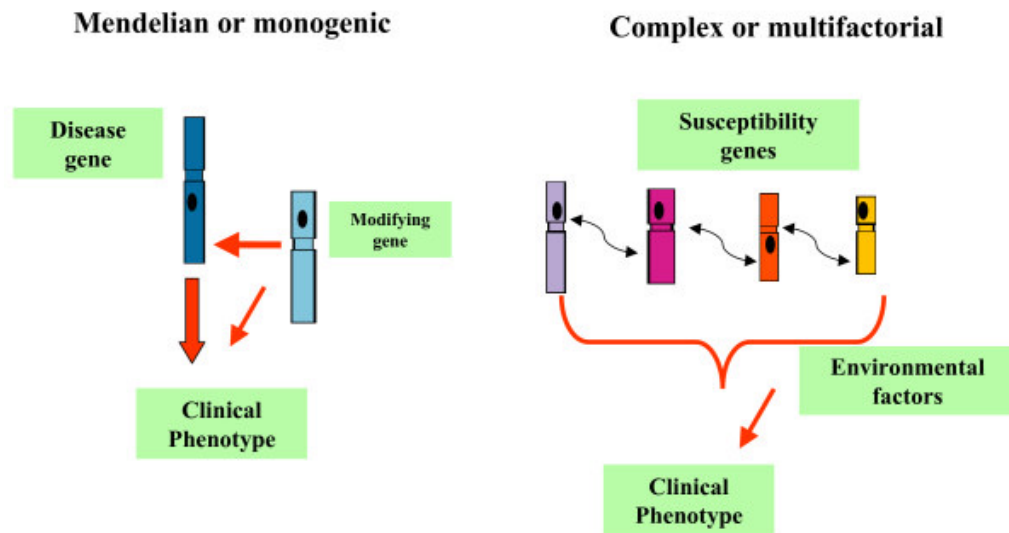 Mendelian or monogenic
Disease
gene
Modifying
gene
Clinical
Phenotype
Complex or multifactorial
Susceptibility
genes
Environmental
factors
Clinical
Phenotype